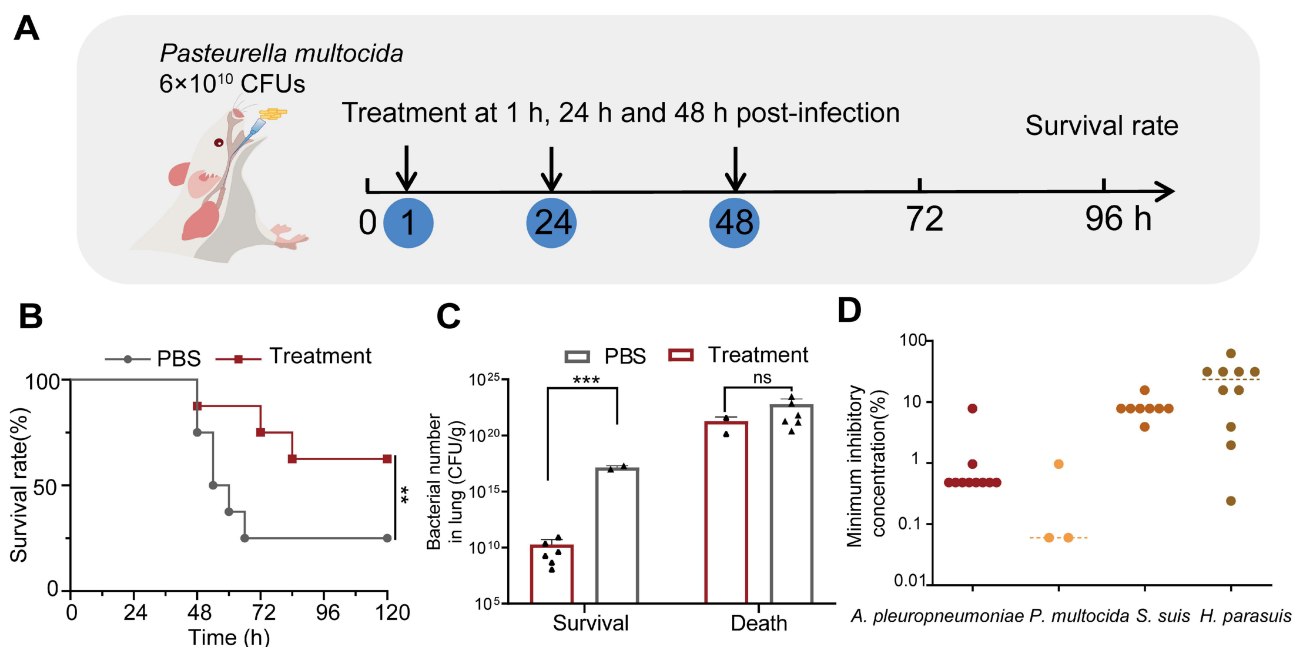 A
Pasteurella multocida
6×10¹⁰ CFUs
Treatment at 1 h, 24 h and 48 h post-infection
Survival rate
0 1 24 48 72 96 h
B
PBS Treatment
Survival rate(%)
100
50
0
0 24 48 72 96 120
Time (h)
**
C
PBS Treatment
Bacterial number
in lung (CFU/g)
10²⁵
10²⁰
10¹⁵
10¹⁰
10⁵
***
ns
Survival Death
D
Minimum inhibitory
concentration(%)
100
10
1
0.1
0.01
A. pleuropneumoniae P. multocida S. suis H. parasuis